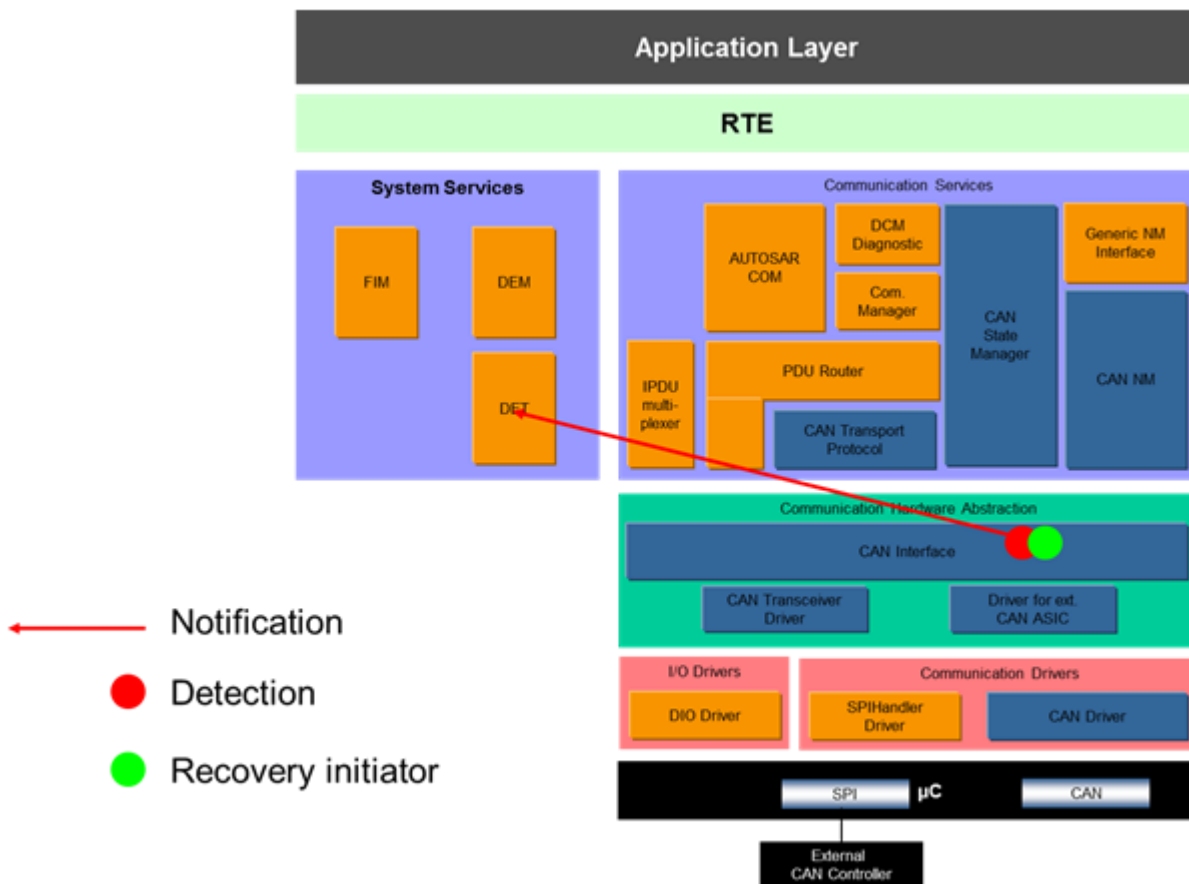 Application Layer
RTE
System Services
FIM
DEM
DET
Communication Services
AUTOSAR
COM
DCM
Diagnostic
Com.
Manager
CAN
State
Manager
Generic NM
Interface
CAN NM
IPDU
multi-
plexer
PDU Router
CAN Transport
Protocol
Communication Hardware Abstraction
CAN Interface
CAN Transceiver
Driver
Driver for ext.
CAN ASIC
I/O Drivers
DIO Driver
Communication Drivers
SPIHandler
Driver
CAN Driver
SPI
µC
CAN
External
CAN Controller
Notification
Detection
Recovery initiator